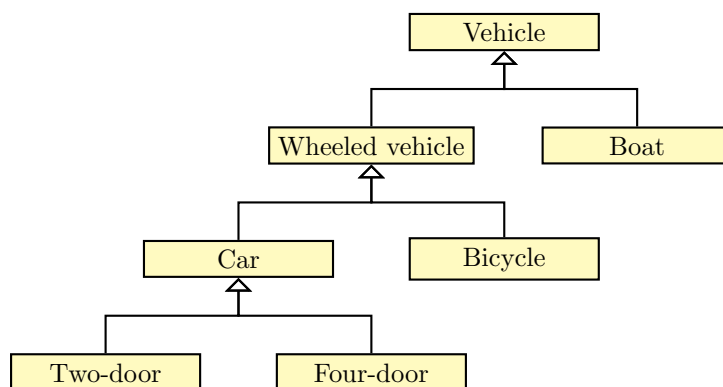 Vehicle
Wheeled vehicle
Boat
Car
Bicycle
Two-door
Four-door